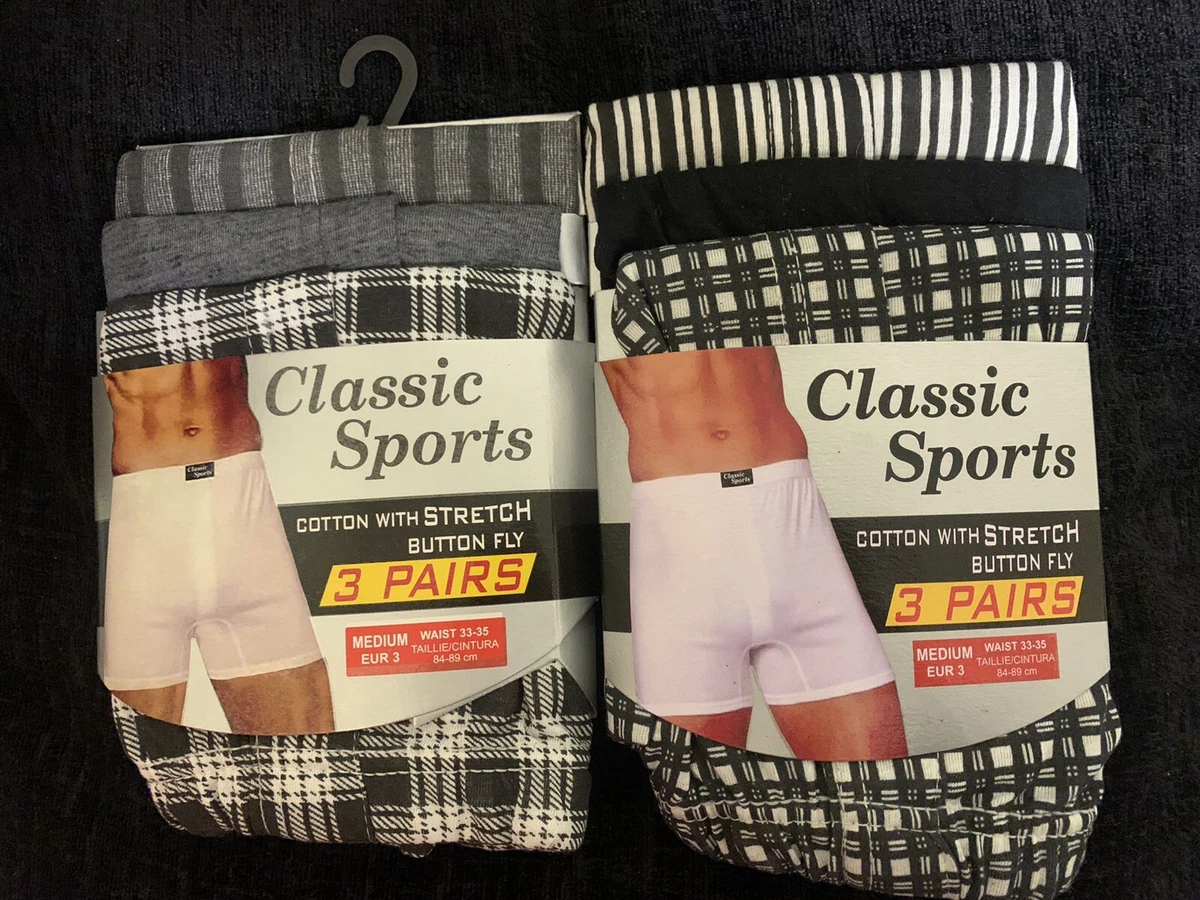 Classic
Sports
Classic
Sports
COTTON WITH STRETCH
BUTTON FLY
3 PAIRS
MEDIUM
EUR 3
WAIST 33-35
TAILLE/CINTURA
84-89 cm
Classic
Sports
Classic
Sports
COTTON WITH STRETCH
BUTTON FLY
3 PAIRS
MEDIUM
EUR 3
WAIST 33-35
TAILLIE/CINTURA
84-89 cm